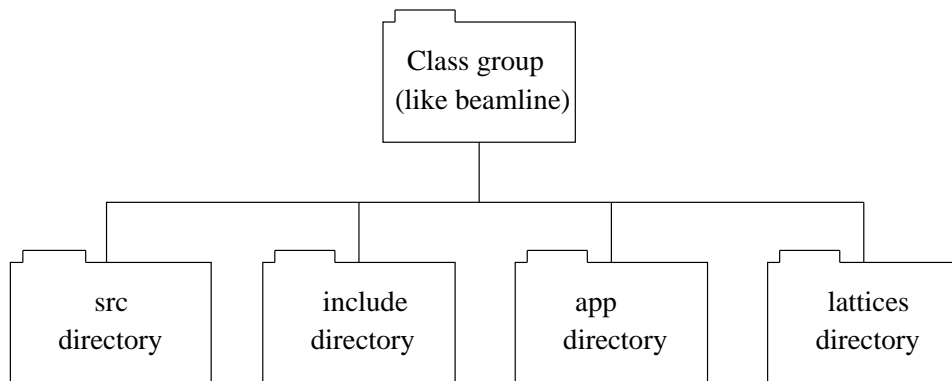 Class group
(like beamline)
src
directory
include
directory
app
directory
lattices
directory